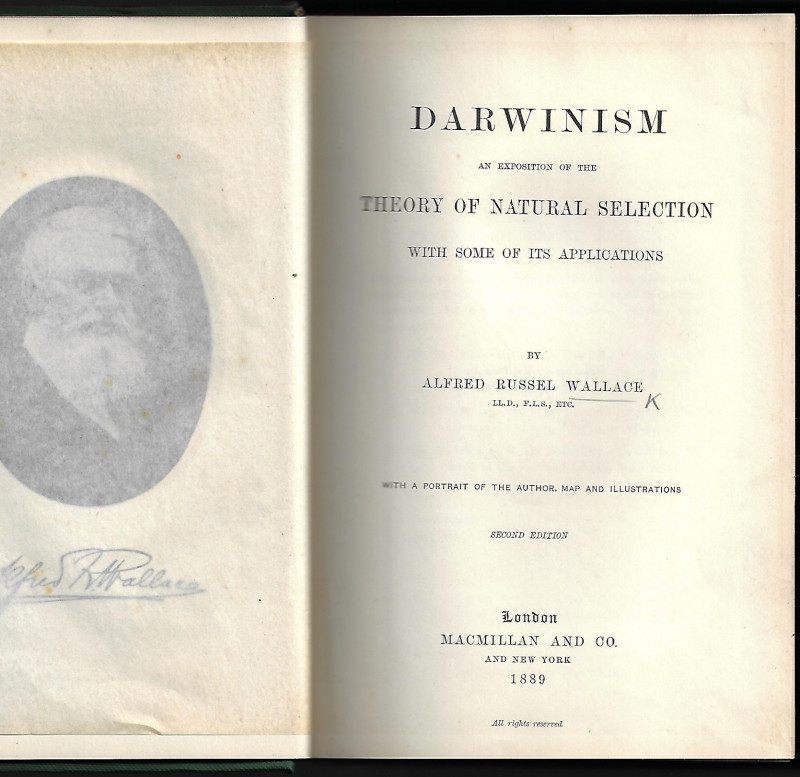 DARWINISM
AN EXPOSITION OF THE
THEORY OF NATURAL SELECTION
WITH SOME OF ITS APPLICATIONS
BY
ALFRED RUSSEL WALLACE
K
LL.D., F.L.S., ETC.
WITH A PORTRAIT OF THE AUTHOR, MAP AND ILLUSTRATIONS
SECOND EDITION
London
MACMILLAN AND CO.
AND NEW YORK
1889
All rights reserved
lfred R Wallace